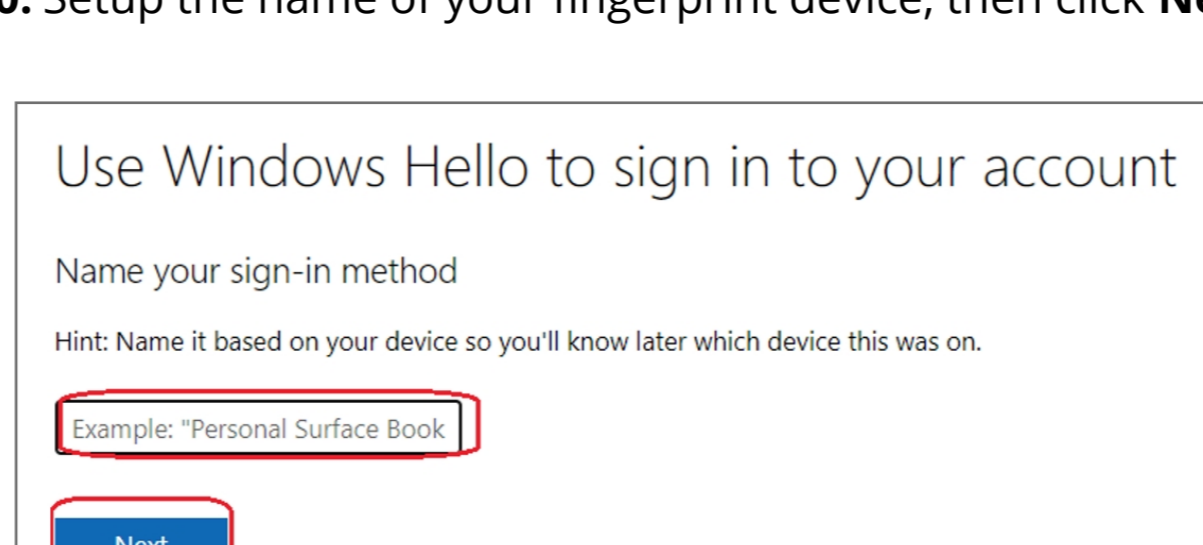 Setup the name of your fingerprint device, then click
Use Windows Hello to sign in to your account
Name your sign-in method
Hint: Name it based on your device so you'll know later which device this was on.
Example: "Personal Surface Book
Next